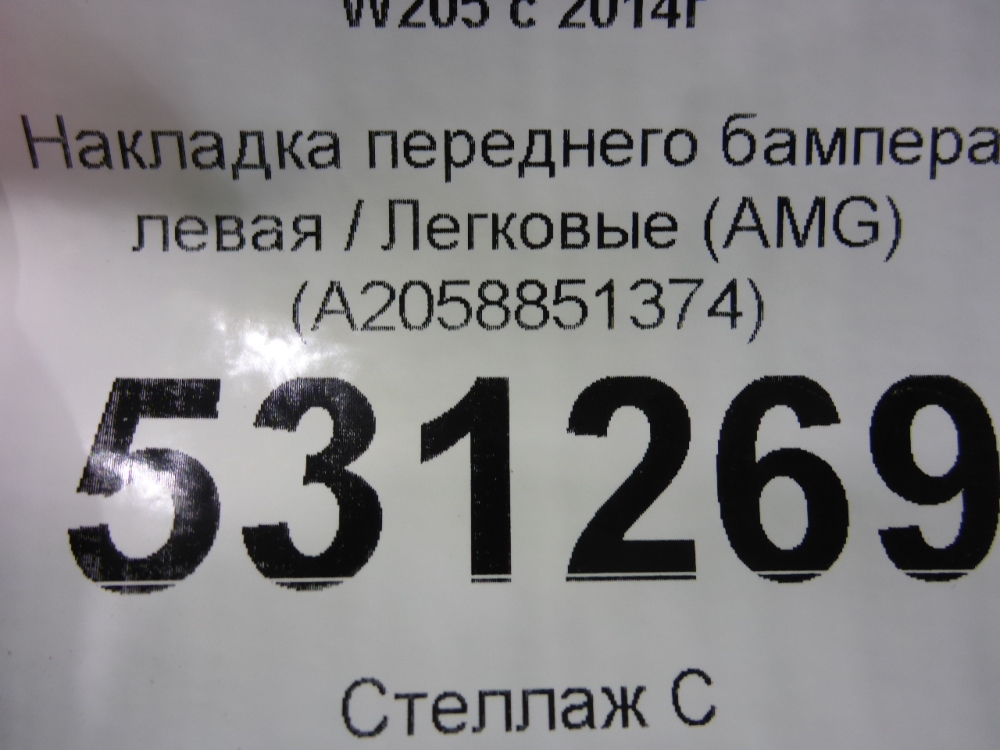 W205 с 2014г
Накладка переднего бампера
левая / Легковые (AMG)
(A2058851374)
531269
Стеллаж С